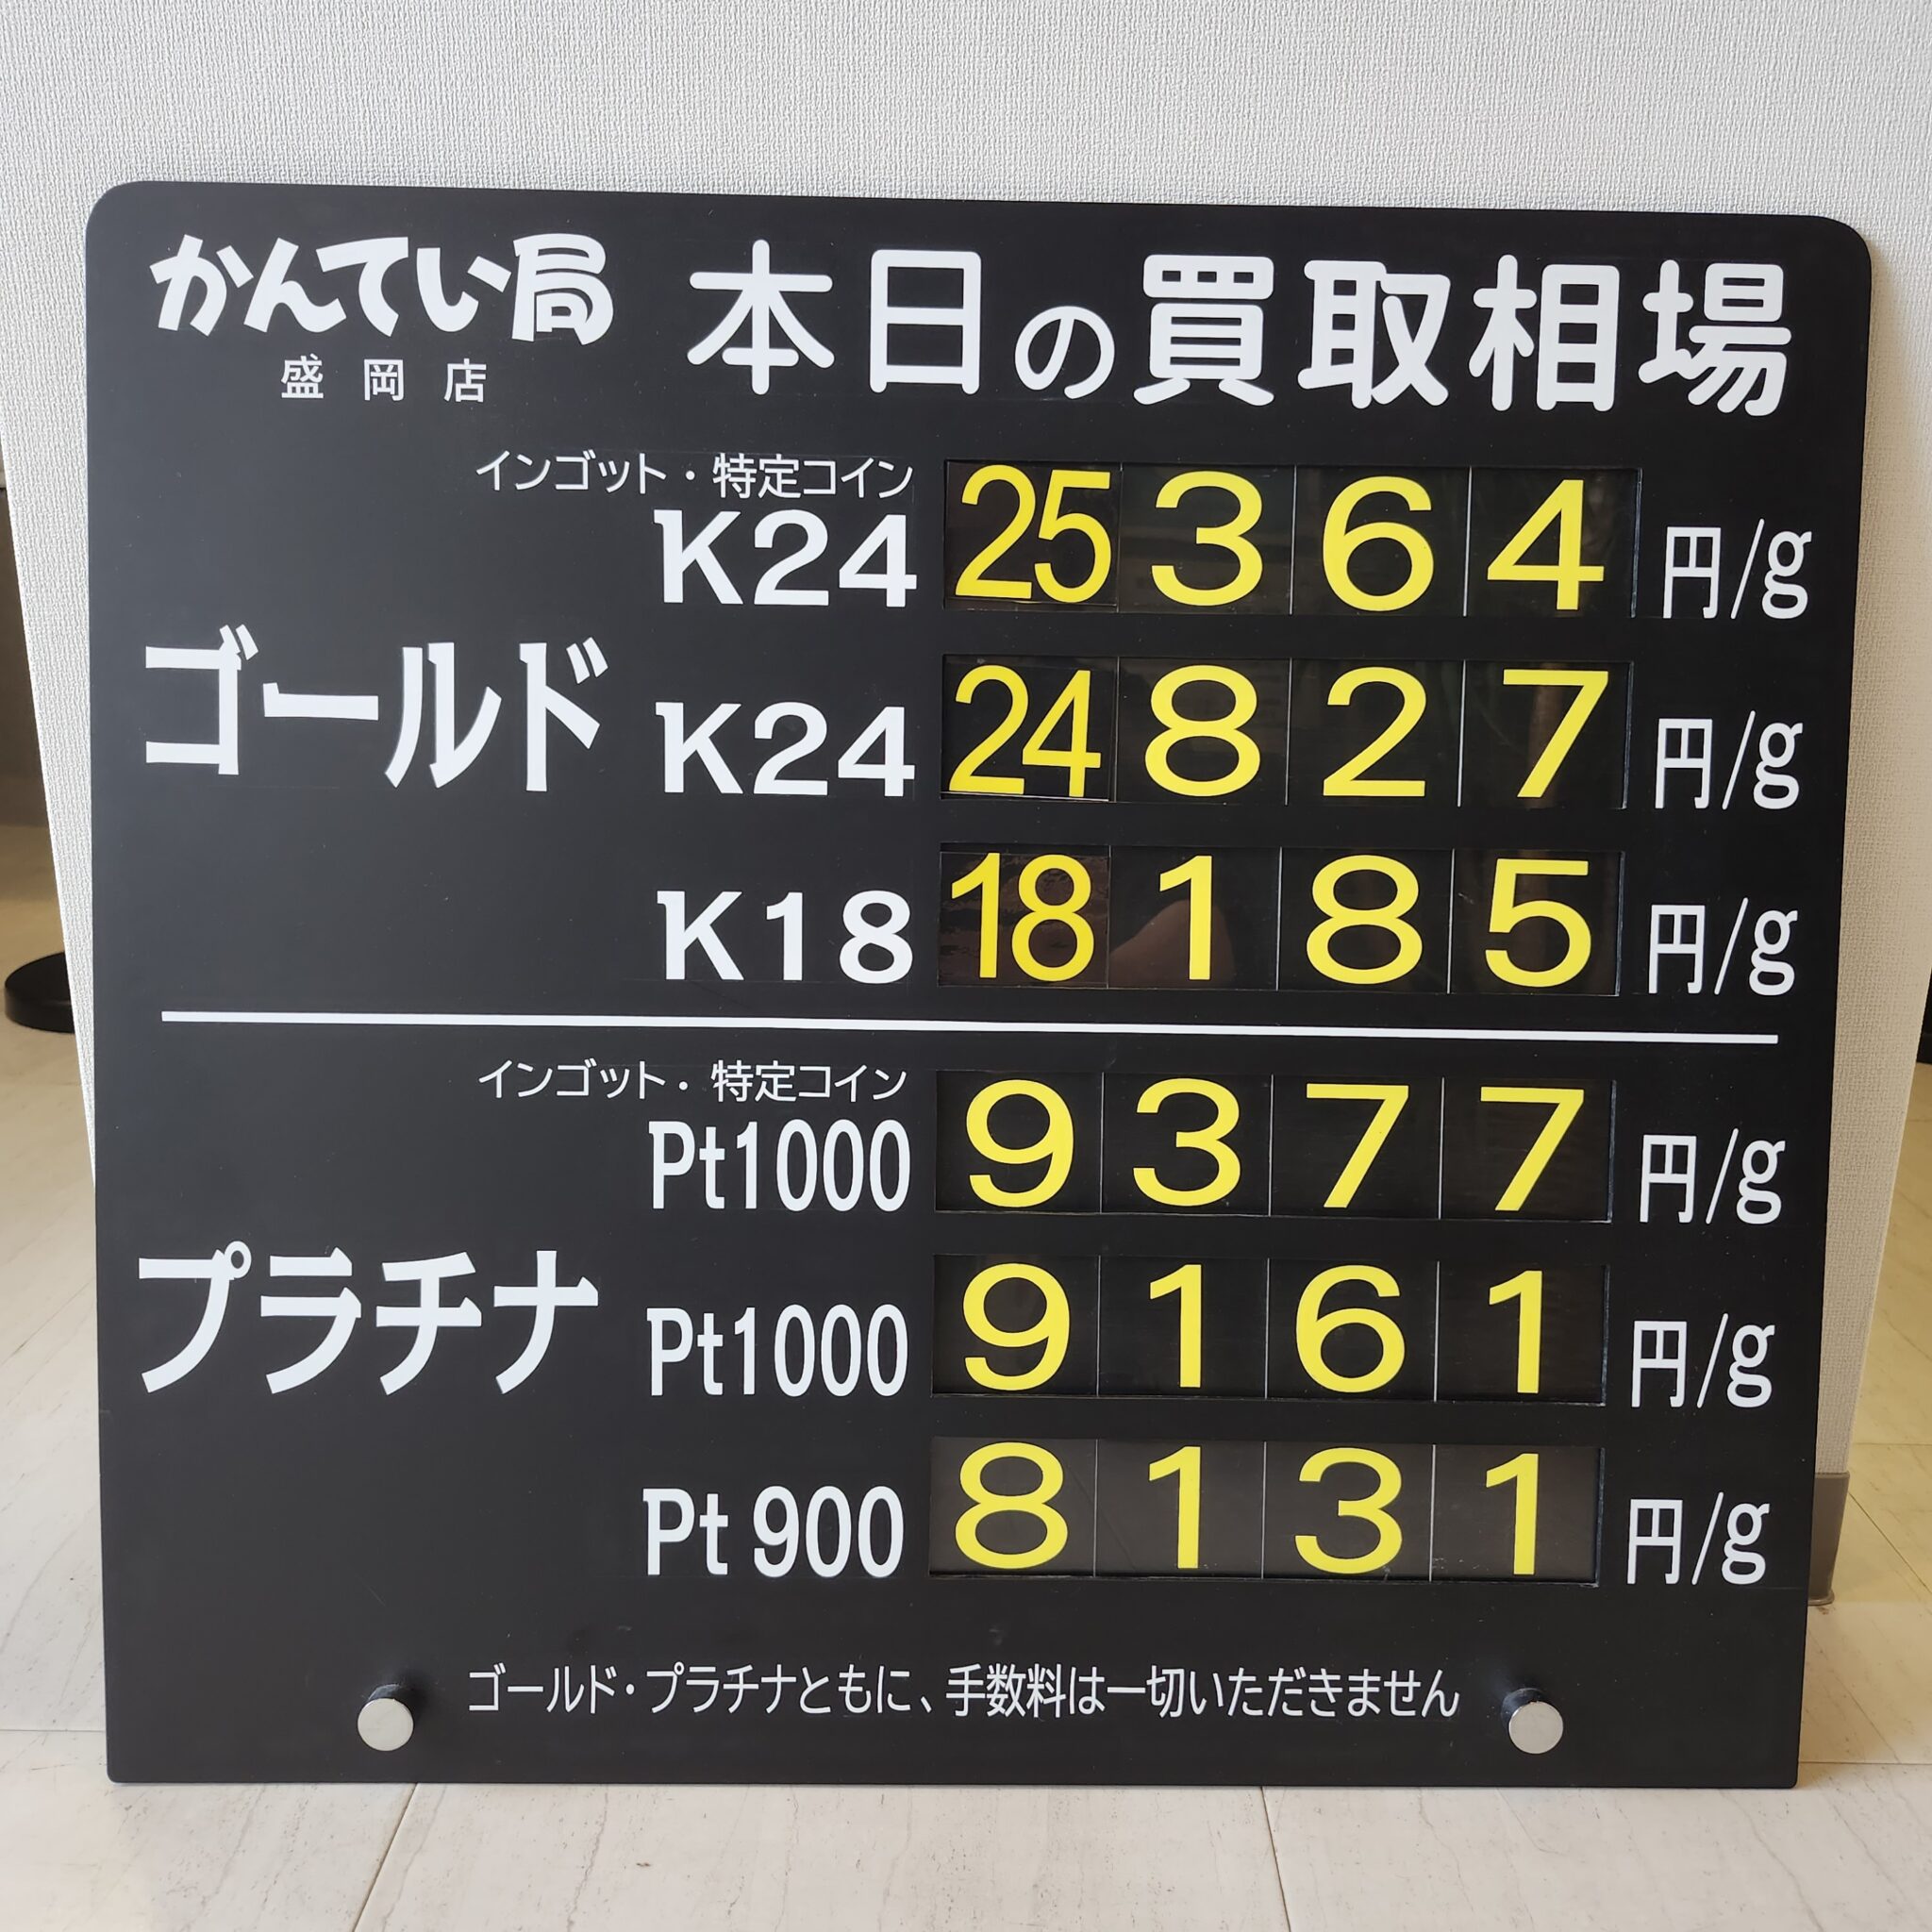 かんてい局 本日の買取相場
盛岡店
インゴット・特定コイン
K24 25364 円/g
ゴールド K24 24827 円/g
K18 18185 円/g
インゴット・特定コイン
Pt1000 9377 円/g
プラチナ Pt1000 9161 円/g
Pt 900 8131 円/g
ゴールド・プラチナともに、手数料は一切いただきません